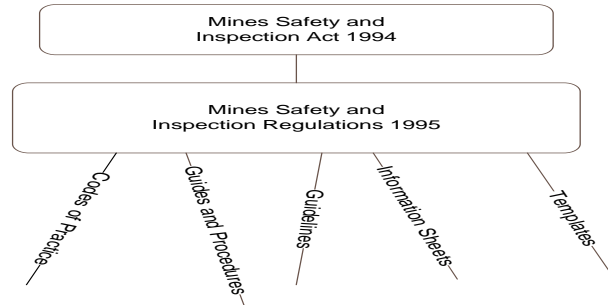 Mines Safety and
Inspection Act 1994
Mines Safety and
Inspection Regulations 1995
Codes of Practice
Guides and Procedures
Guidelines
Information Sheets
Templates